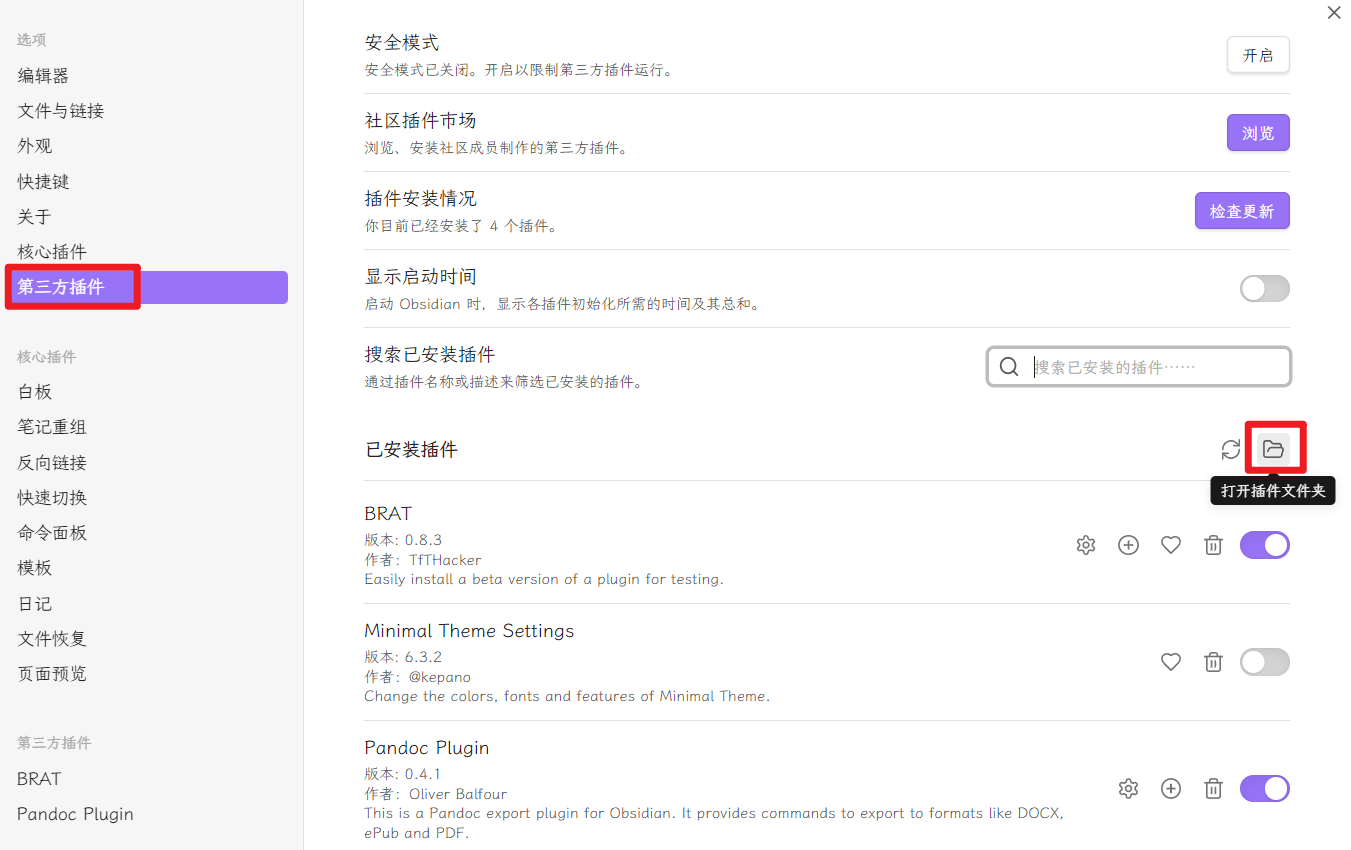 选项
编辑器
文件与链接
外观
快捷键
关于
核心插件
第三方插件
核心插件
白板
笔记重组
反向链接
快速切换
命令面板
模板
日记
文件恢复
页面预览
第三方插件
BRAT
Pandoc Plugin
安全模式
安全模式已关闭。开启以限制第三方插件运行。
开启
社区插件市场
浏览、安装社区成员制作的第三方插件。
浏览
插件安装情况
你目前已经安装了 4 个插件。
检查更新
显示启动时间
启动 Obsidian 时，显示各插件初始化所需的时间及其总和。
搜索已安装插件
通过插件名称或描述来筛选已安装的插件。
搜索已安装的插件……
已安装插件
打开插件文件夹
BRAT
版本: 0.8.3
作者：TfTHacker
Easily install a beta version of a plugin for testing.
Minimal Theme Settings
版本: 6.3.2
作者：@kepano
Change the colors, fonts and features of Minimal Theme.
Pandoc Plugin
版本: 0.4.1
作者：Oliver Balfour
This is a Pandoc export plugin for Obsidian. It provides commands to export to formats like DOCX,
ePub and PDF.